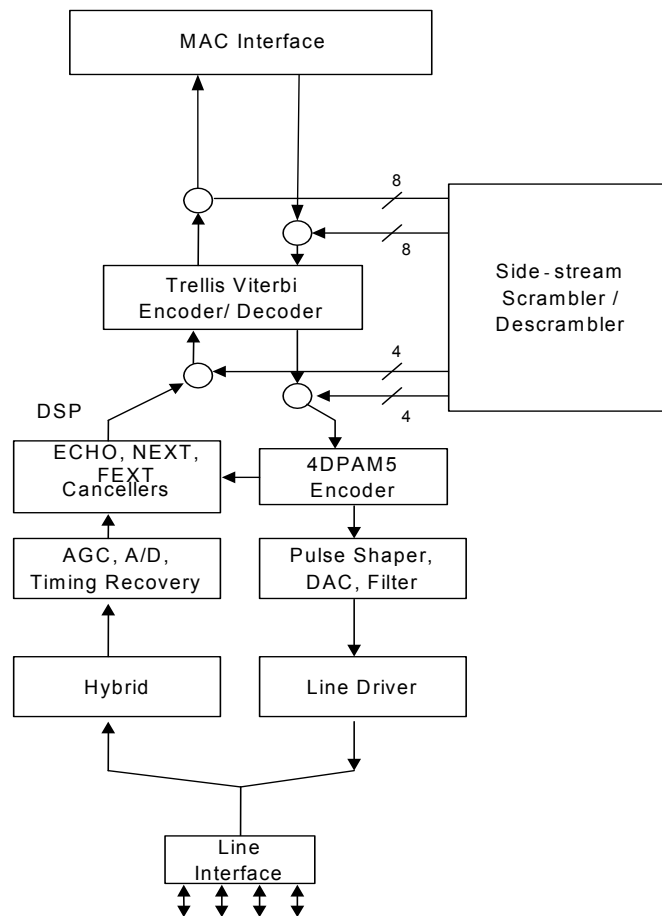 MAC Interface
8
8
Side-stream
Scrambler /
Descrambler
Trellis Viterbi
Encoder/ Decoder
4
4
DSP
ECHO, NEXT,
FEXT
Cancellers
4DPAM5
Encoder
AGC, A/D,
Timing Recovery
Pulse Shaper,
DAC, Filter
Hybrid
Line Driver
Line
Interface